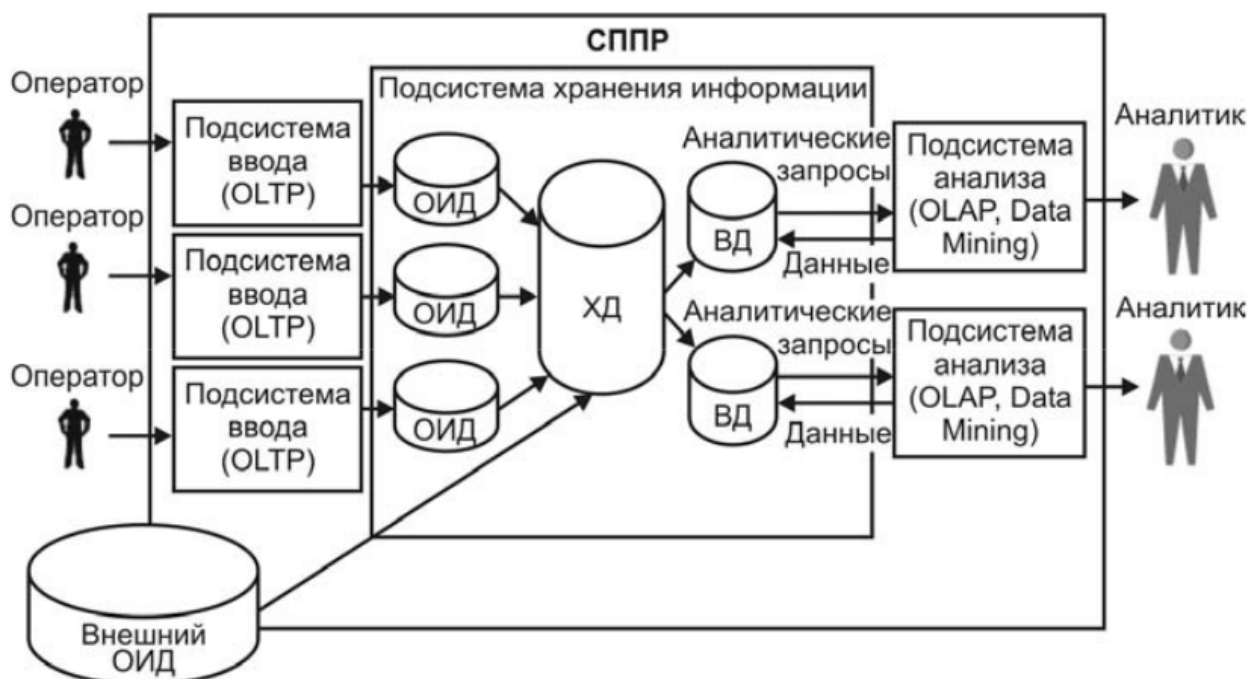 СППР
Оператор
Подсистема
ввода
(OLTP)
Оператор
Подсистема
ввода
(OLTP)
Оператор
Подсистема
ввода
(OLTP)
Внешний
ОИД
Подсистема хранения информации
ОИД
ОИД
ОИД
ХД
Аналитические
запросы
ВД
Данные
Аналитические
запросы
ВД
Данные
Подсистема
анализа
(OLAP, Data
Mining)
Подсистема
анализа
(OLAP, Data
Mining)
Аналитик
Аналитик